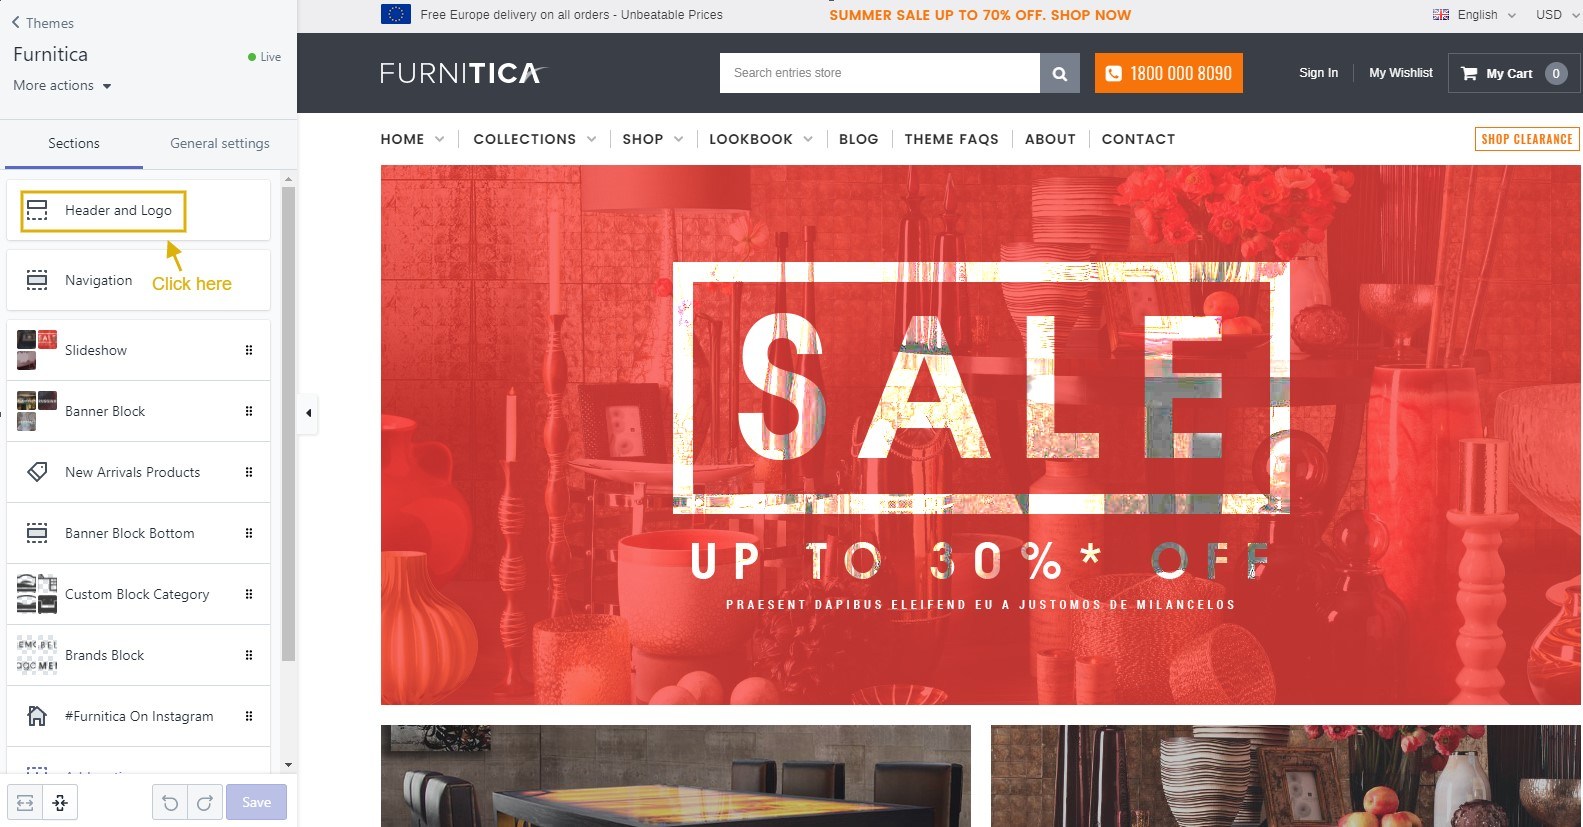 Themes
Furnitica
Live
More actions
Sections
General settings
Header and Logo
Click here
Navigation
Slideshow
Banner Block
New Arrivals Products
Banner Block Bottom
Custom Block Category
Brands Block
#Furnitica On Instagram
Save
Free Europe delivery on all orders - Unbeatable Prices
SUMMER SALE UP TO 70% OFF. SHOP NOW
English
USD
FURNITICA
Search entries store
1800 000 8090
Sign In
My Wishlist
My Cart 0
HOME
COLLECTIONS
SHOP
LOOKBOOK
BLOG
THEME FAQS
ABOUT
CONTACT
SHOP CLEARANCE
SALE
UP TO 30%* OFF
PRAESENT DAPIBUS ELEIFEND EU A JUSTOMOS DE MILANCELOS